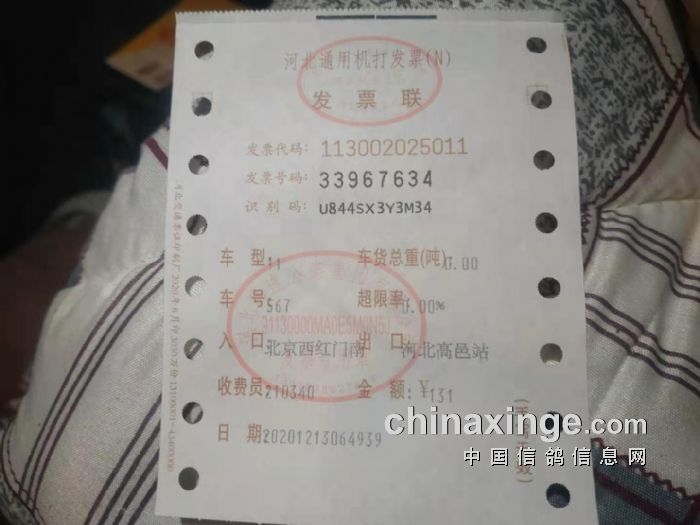 河北通用机打发票(N)
发票联
发票代码: 113002025011
发票号码: 33967634
识别码: U844SX3Y3M34
车型 11 车货总重(吨) 0.00
车号 567 超限率 0.00%
91130000MA0E5M0N5J
入口 北京西红门南 出口 河北高邑站
收费员 210340 金额:¥131
日期 20201213064939
chinaxinge.com
中国信鸽信息网